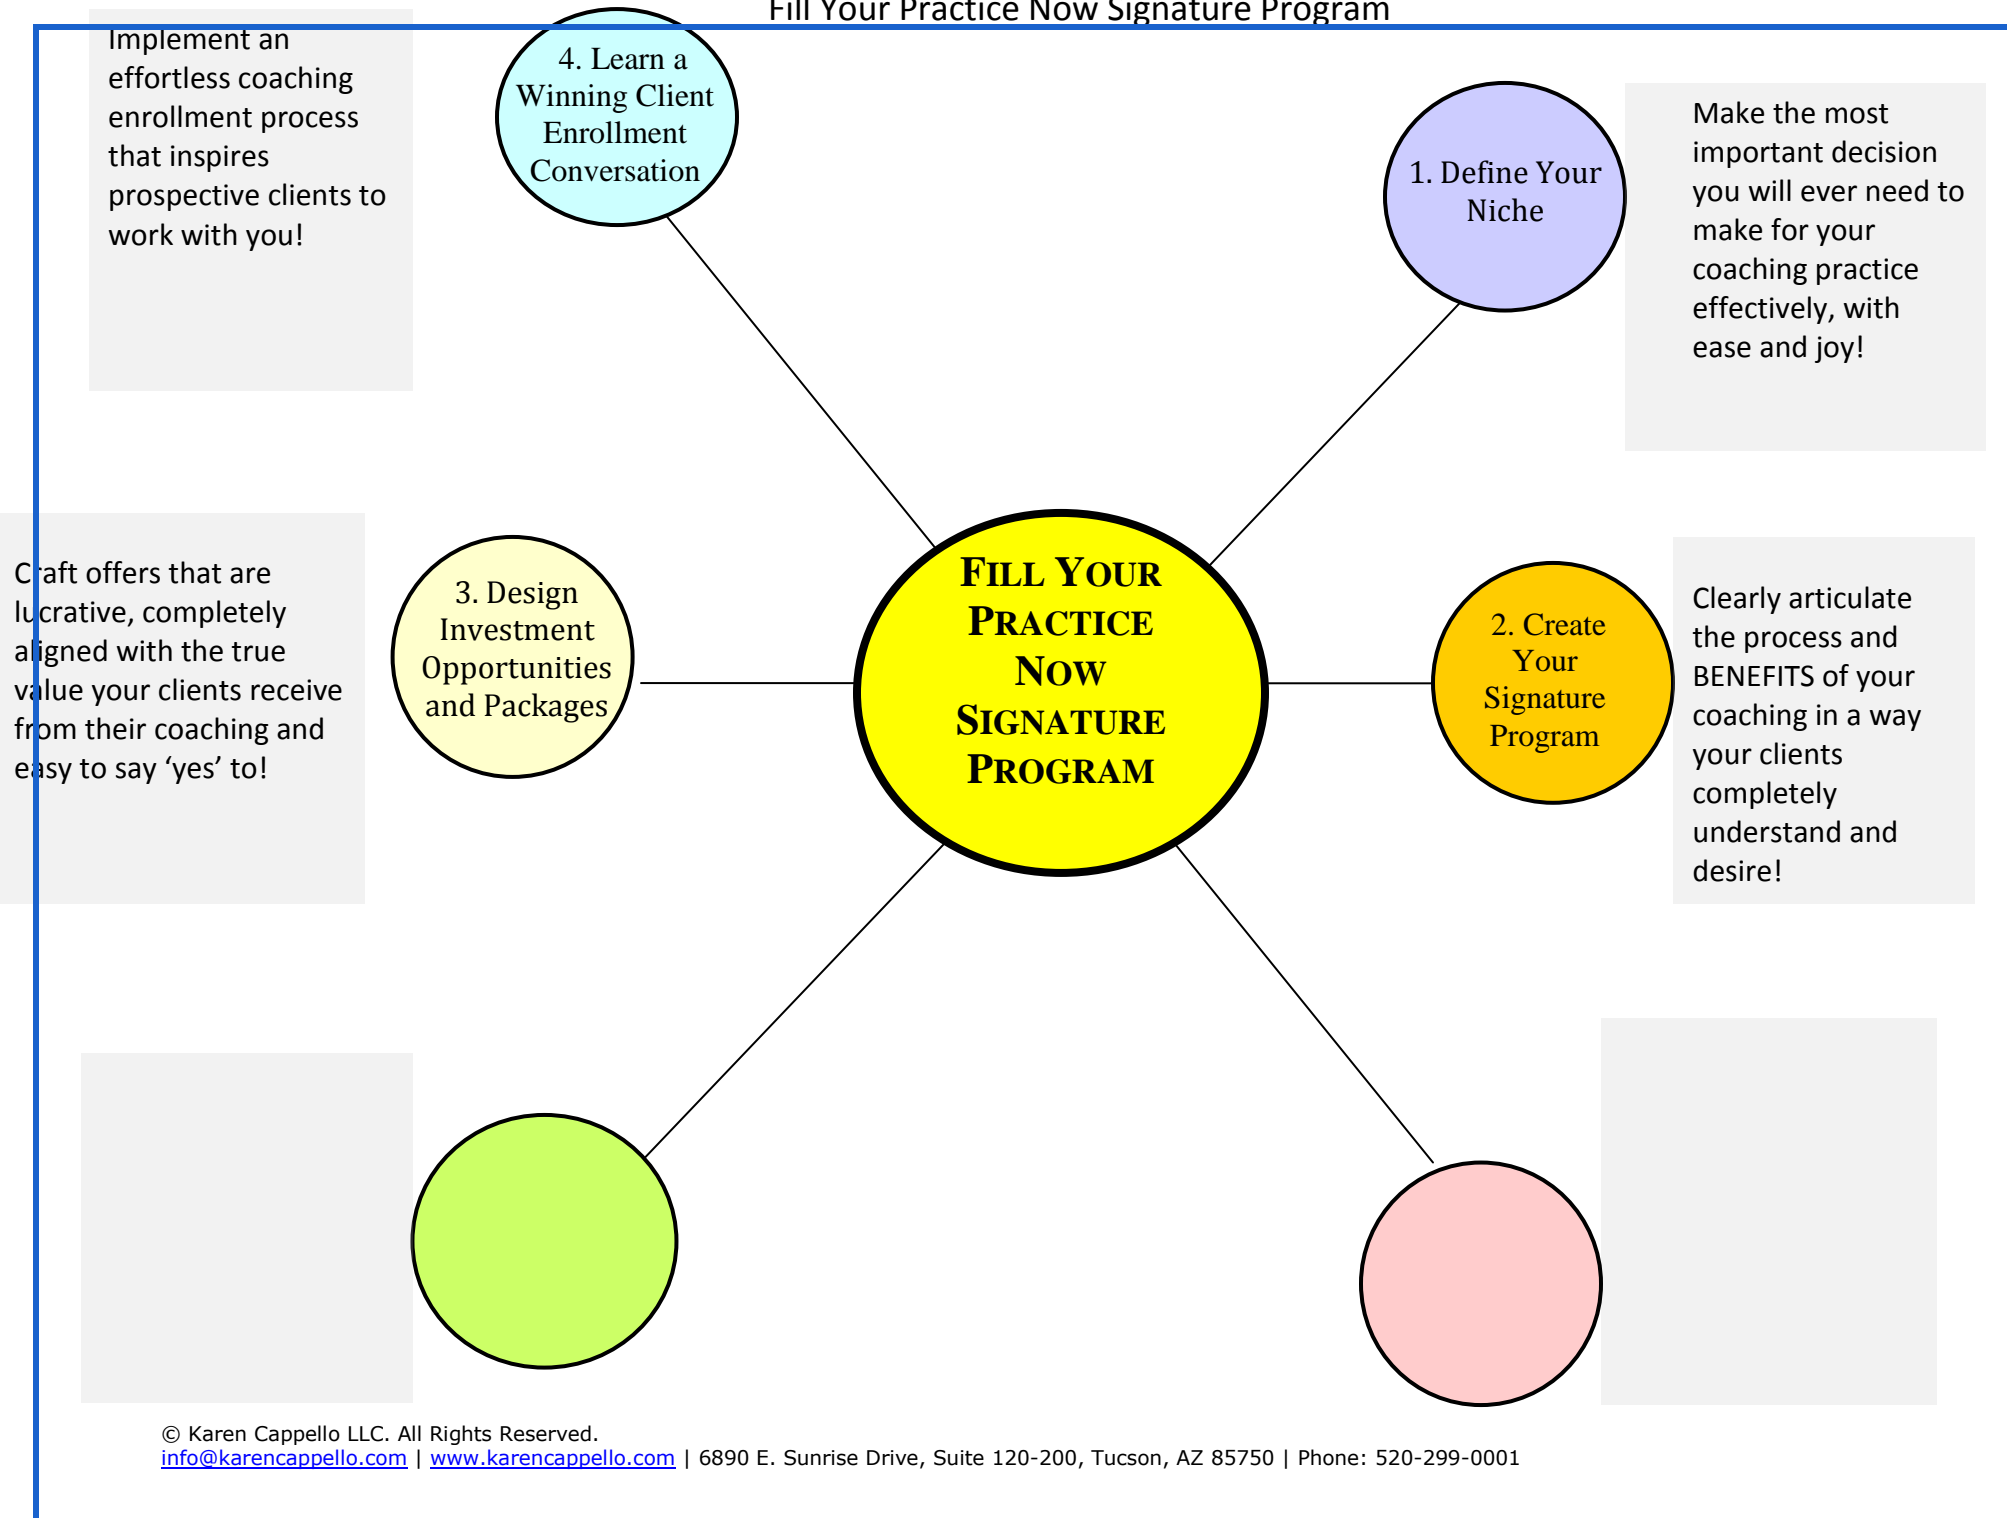 Fill Your Practice Now Signature Program
Implement an
effortless coaching
enrollment process
that inspires
prospective clients to
work with you!
4. Learn a
Winning Client
Enrollment
Conversation
1. Define Your
Niche
Make the most
important decision
you will ever need to
make for your
coaching practice
effectively, with
ease and joy!
Craft offers that are
lucrative, completely
aligned with the true
value your clients receive
from their coaching and
easy to say ‘yes’ to!
3. Design
Investment
Opportunities
and Packages
FILL YOUR
PRACTICE
NOW
SIGNATURE
PROGRAM
2. Create
Your
Signature
Program
Clearly articulate
the process and
BENEFITS of your
coaching in a way
your clients
completely
understand and
desire!
© Karen Cappello LLC. All Rights Reserved.
info@karencappello.com | www.karencappello.com | 6890 E. Sunrise Drive, Suite 120-200, Tucson, AZ 85750 | Phone: 520-299-0001